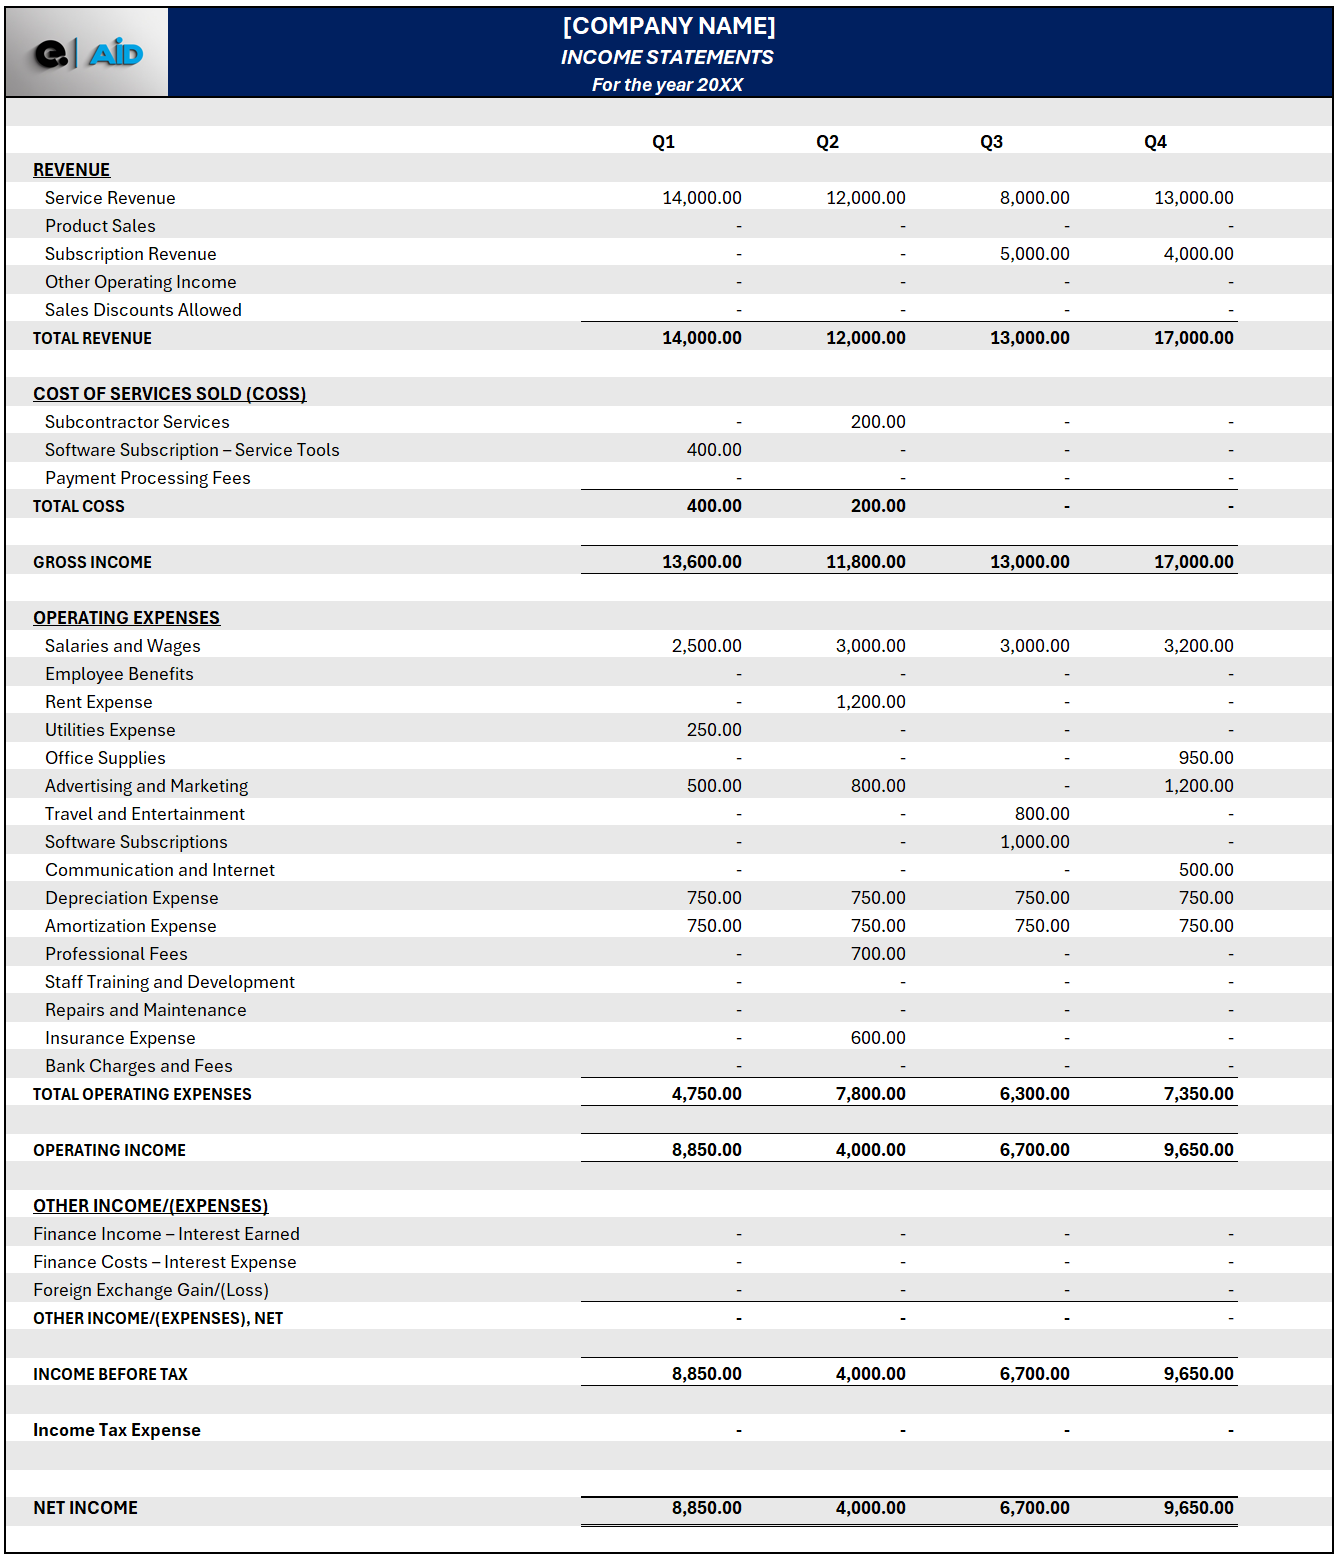 e. | AiD
[COMPANY NAME]
INCOME STATEMENTS
For the year 20XX
Q1 Q2 Q3 Q4
REVENUE
Service Revenue 14,000.00 12,000.00 8,000.00 13,000.00
Product Sales - - - -
Subscription Revenue - - 5,000.00 4,000.00
Other Operating Income - - - -
Sales Discounts Allowed - - - -
TOTAL REVENUE 14,000.00 12,000.00 13,000.00 17,000.00
COST OF SERVICES SOLD (COSS)
Subcontractor Services - 200.00 - -
Software Subscription – Service Tools 400.00 - - -
Payment Processing Fees - - - -
TOTAL COSS 400.00 200.00 - -
GROSS INCOME 13,600.00 11,800.00 13,000.00 17,000.00
OPERATING EXPENSES
Salaries and Wages 2,500.00 3,000.00 3,000.00 3,200.00
Employee Benefits - - - -
Rent Expense - 1,200.00 - -
Utilities Expense 250.00 - - -
Office Supplies - - - 950.00
Advertising and Marketing 500.00 800.00 - 1,200.00
Travel and Entertainment - - 800.00 -
Software Subscriptions - - 1,000.00 -
Communication and Internet - - - 500.00
Depreciation Expense 750.00 750.00 750.00 750.00
Amortization Expense 750.00 750.00 750.00 750.00
Professional Fees - 700.00 - -
Staff Training and Development - - - -
Repairs and Maintenance - - - -
Insurance Expense - 600.00 - -
Bank Charges and Fees - - - -
TOTAL OPERATING EXPENSES 4,750.00 7,800.00 6,300.00 7,350.00
OPERATING INCOME 8,850.00 4,000.00 6,700.00 9,650.00
OTHER INCOME/(EXPENSES)
Finance Income – Interest Earned - - - -
Finance Costs – Interest Expense - - - -
Foreign Exchange Gain/(Loss) - - - -
OTHER INCOME/(EXPENSES), NET - - - -
INCOME BEFORE TAX 8,850.00 4,000.00 6,700.00 9,650.00
Income Tax Expense - - - -
NET INCOME 8,850.00 4,000.00 6,700.00 9,650.00